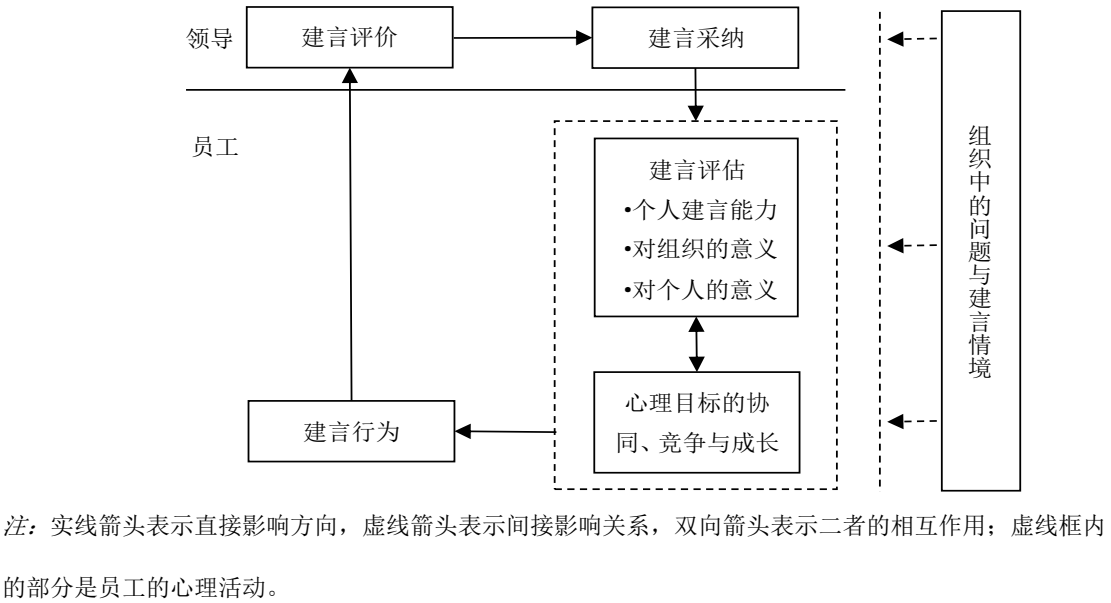 领导
建言评价
建言采纳
员工
建言评估
•个人建言能力
•对组织的意义
•对个人的意义
心理目标的协
同、竞争与成长
建言行为
组织中的问题与建言情境
注：实线箭头表示直接影响方向，虚线箭头表示间接影响关系，双向箭头表示二者的相互作用；虚线框内
的部分是员工的心理活动。